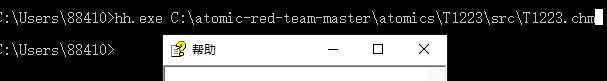 C:\Users\88410>hh.exe C:\atomic-red-team-master\atomics\T1223\src\T1223.chm
C:\Users\88410>
帮助